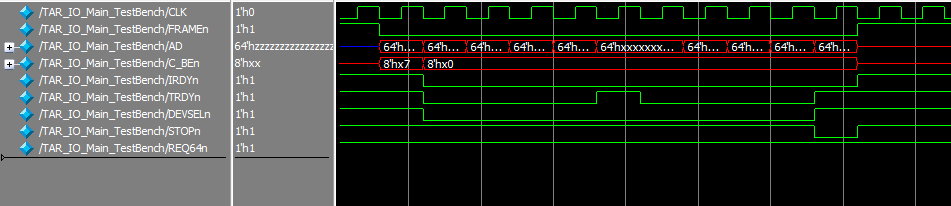 /TAR_IO_Main_TestBench/CLK 1'h0
/TAR_IO_Main_TestBench/FRAMEn 1'h1
/TAR_IO_Main_TestBench/AD 64'hzzzzzzzzzzzzzzzz 64'h... 64'h... 64'h... 64'h... 64'h... 64'hxxxxxxx... 64'h... 64'h... 64'h... 64'h...
/TAR_IO_Main_TestBench/C_BEn 8'hxx 8'hx7 8'hx0
/TAR_IO_Main_TestBench/IRDYn 1'h1
/TAR_IO_Main_TestBench/TRDYn 1'h1
/TAR_IO_Main_TestBench/DEVSELn 1'h1
/TAR_IO_Main_TestBench/STOPn 1'h1
/TAR_IO_Main_TestBench/REQ64n 1'h1